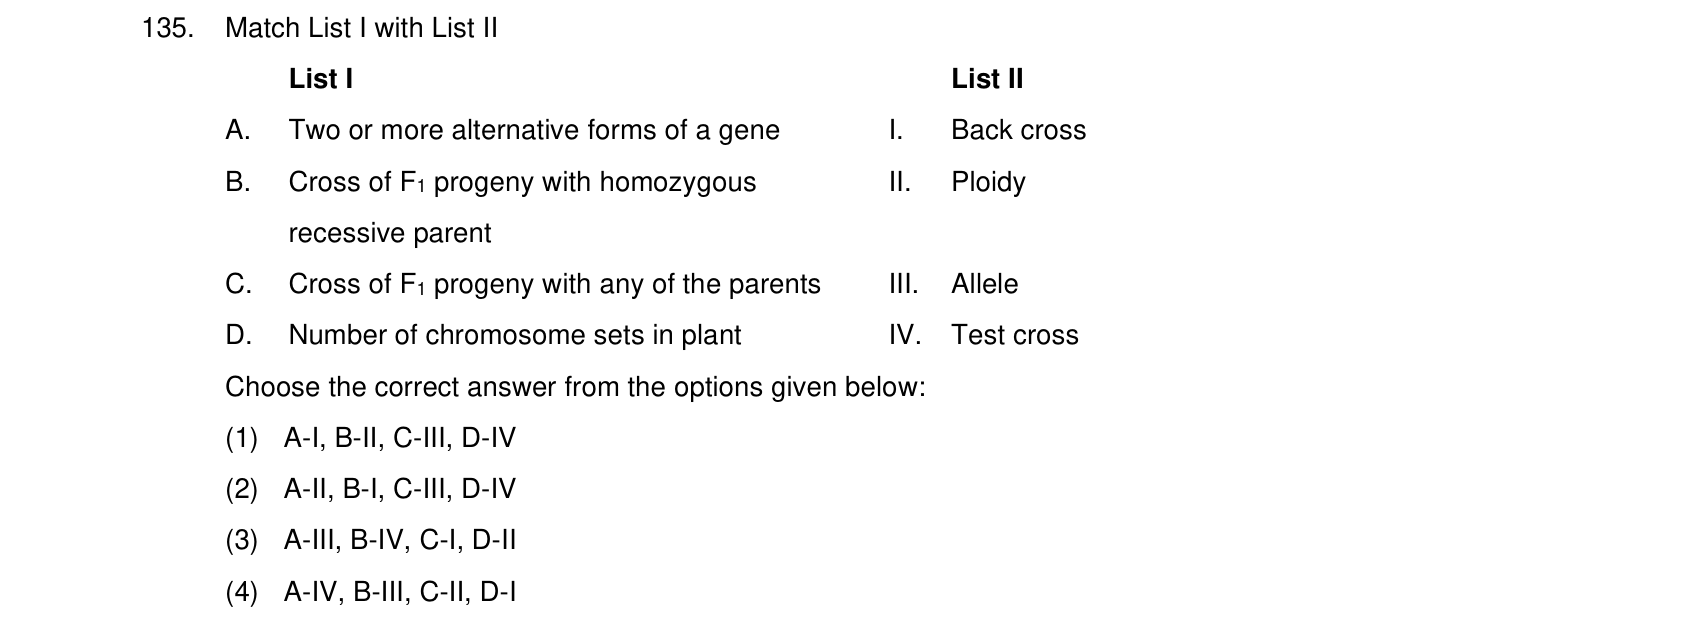 135. Match List I with List II
List I List II
A. Two or more alternative forms of a gene I. Back cross
B. Cross of F₁ progeny with homozygous II. Ploidy
recessive parent
C. Cross of F₁ progeny with any of the parents III. Allele
D. Number of chromosome sets in plant IV. Test cross
Choose the correct answer from the options given below:
(1) A-I, B-II, C-III, D-IV
(2) A-II, B-I, C-III, D-IV
(3) A-III, B-IV, C-I, D-II
(4) A-IV, B-III, C-II, D-I